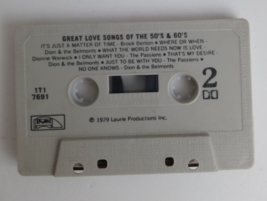 GREAT LOVE SONGS OF THE 50'S & 60'S
IT'S JUST A MATTER OF TIME - Brook Benton • WHERE OR WHEN -
Dion & the Belmonts • WHAT THE WORLD NEEDS NOW IS LOVE
Dionne Warwick • I ONLY WANT YOU - The Passions • THAT'S MY DESIRE -
Dion & the Belmonts • JUST TO BE WITH YOU - The Passions •
NO ONE KNOWS - Dion & the Belmonts
1T1
7691
2
℗ 1979 Laurie Productions Inc.